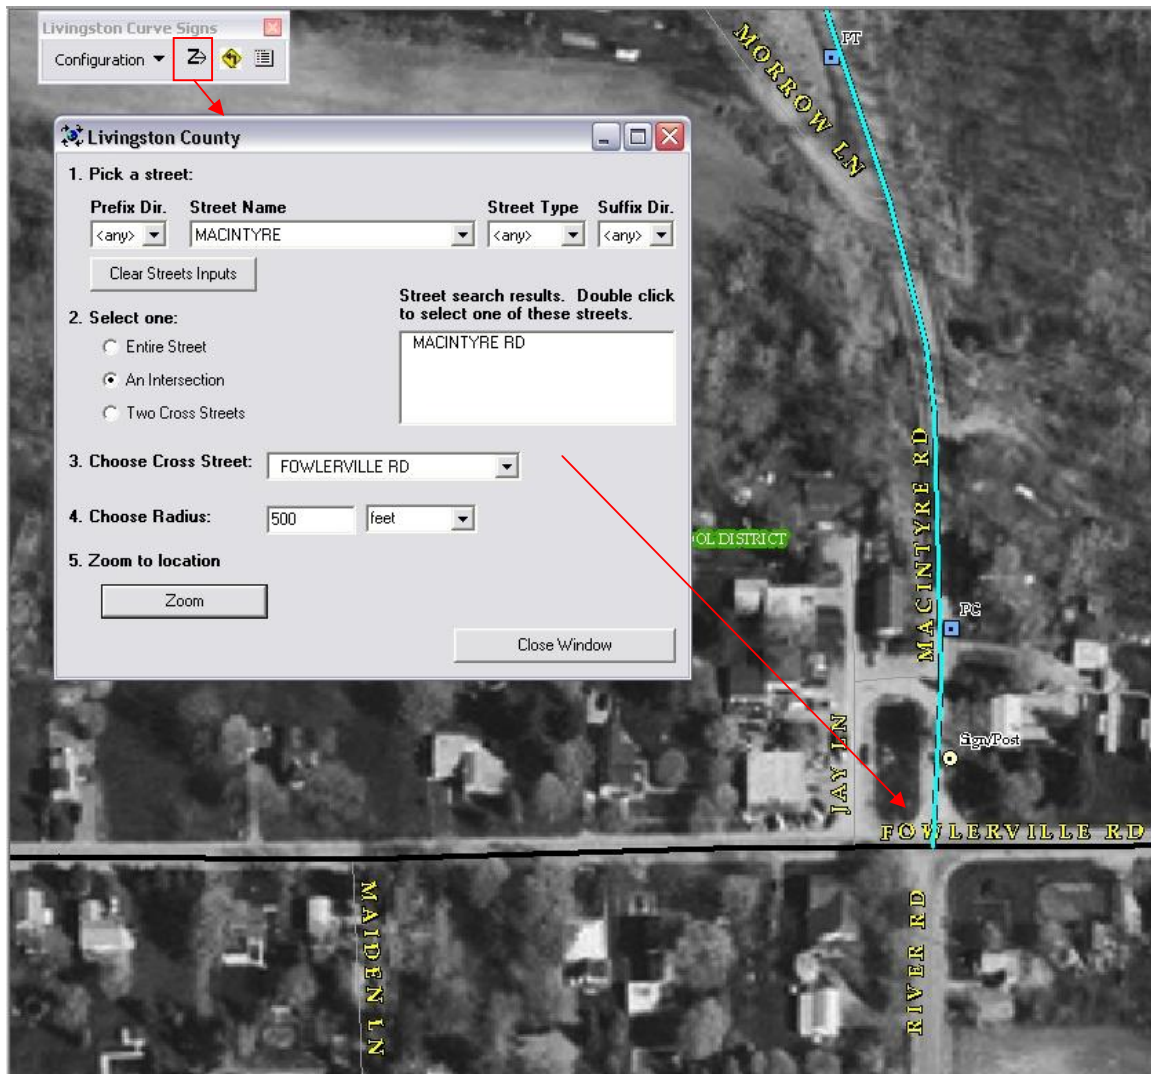 Livingston Curve Signs
Configuration
Livingston County
1. Pick a street:
Prefix Dir. Street Name Street Type Suffix Dir.
<any> MACINTYRE <any> <any>
Clear Streets Inputs
Street search results. Double click
to select one of these streets.
MACINTYRE RD
2. Select one:
Entire Street
An Intersection
Two Cross Streets
3. Choose Cross Street: FOWLERVILLE RD
4. Choose Radius: 500 feet
5. Zoom to location
Zoom
Close Window
MORROW LN
PT
OL DISTRICT
MACINTYRE RD
PC
JAY LN
Sign/Post
FOWLERVILLE RD
MAIDEN LN
RIVER RD